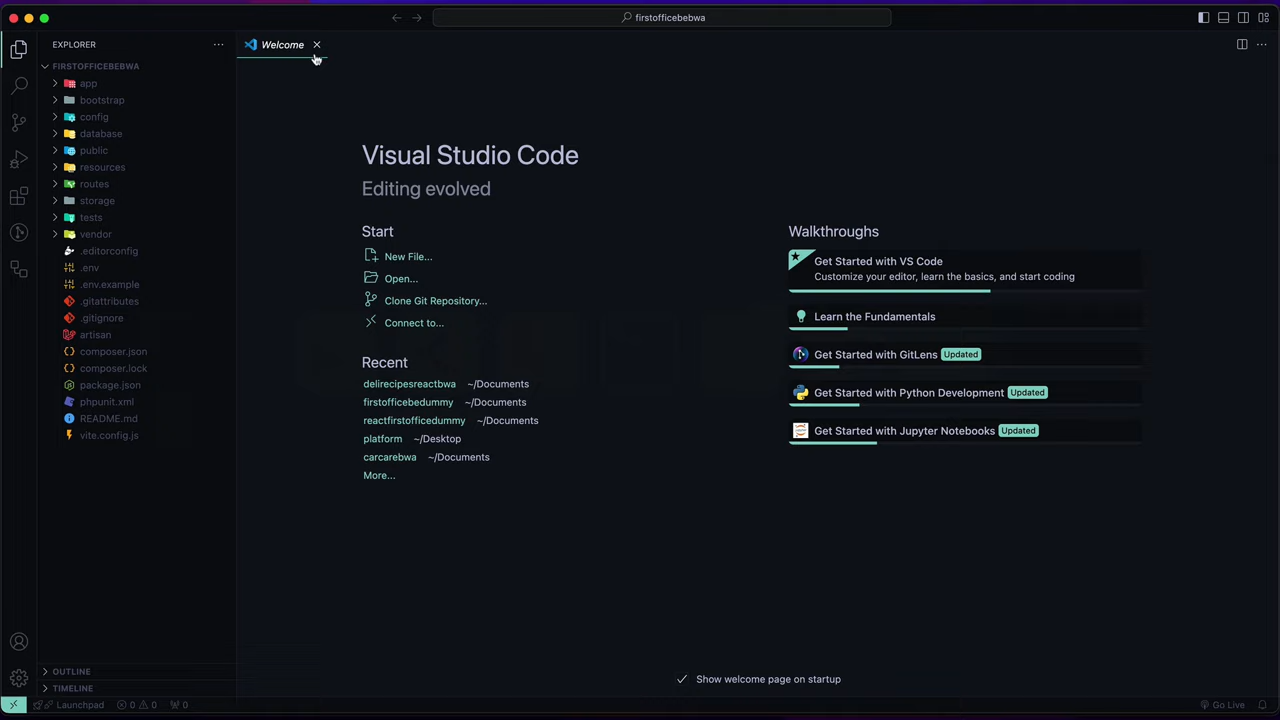 firstofficebebwa
EXPLORER
Welcome
FIRSTOFFICEBEBWA
app
bootstrap
config
database
public
resources
routes
storage
tests
vendor
.editorconfig
.env
.env.example
.gitattributes
.gitignore
artisan
composer.json
composer.lock
package.json
phpunit.xml
README.md
vite.config.js
OUTLINE
TIMELINE
Visual Studio Code
Editing evolved
Start
New File...
Open...
Clone Git Repository...
Connect to...
Recent
delirecipesreactbwa ~/Documents
firstofficebedummy ~/Documents
reactfirstofficedummy ~/Documents
platform ~/Desktop
carcarebwa ~/Documents
More...
Walkthroughs
Get Started with VS Code
Customize your editor, learn the basics, and start coding
Learn the Fundamentals
Get Started with GitLens Updated
Get Started with Python Development Updated
Get Started with Jupyter Notebooks Updated
Show welcome page on startup
Launchpad 0 0 0 Go Live